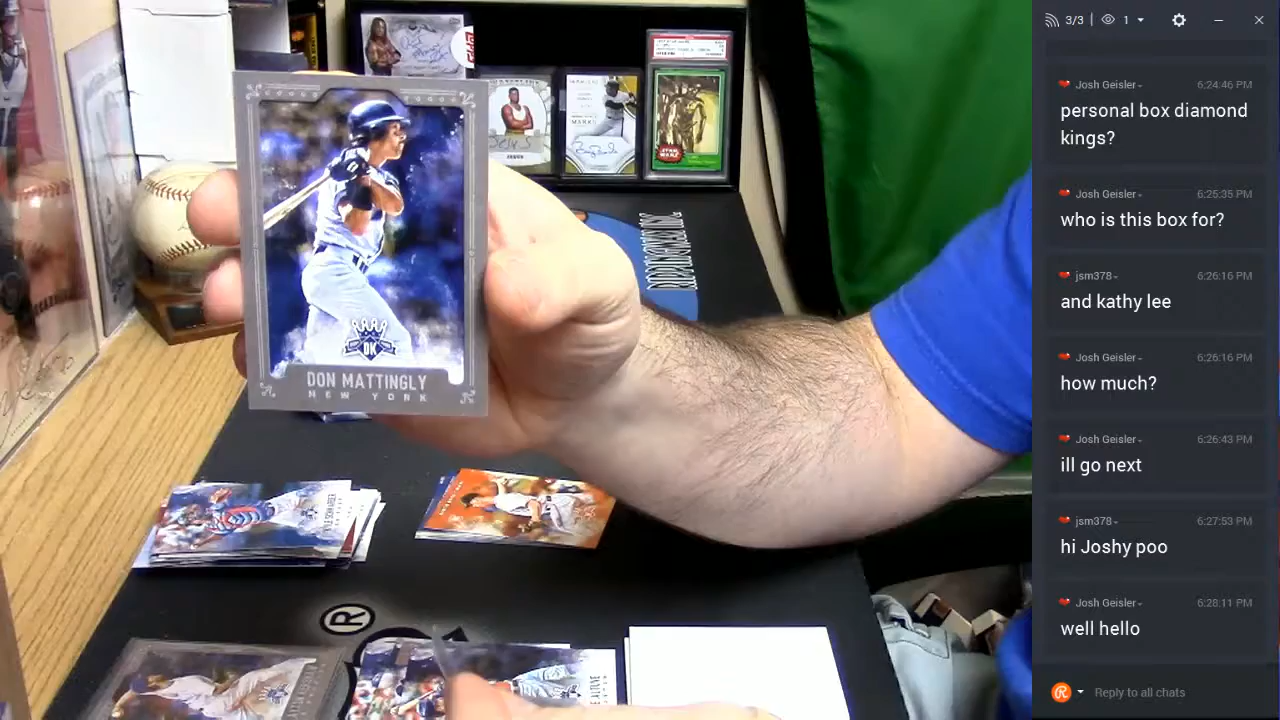 DK
DON MATTINGLY
NEW YORK
STAR WARS
®
3/3
1
Josh Geisler
6:24:46 PM
personal box diamond
kings?
Josh Geisler
6:25:35 PM
who is this box for?
jsm378
6:26:16 PM
and kathy lee
Josh Geisler
6:26:16 PM
how much?
Josh Geisler
6:26:43 PM
ill go next
jsm378
6:27:53 PM
hi Joshy poo
Josh Geisler
6:28:11 PM
well hello
Reply to all chats